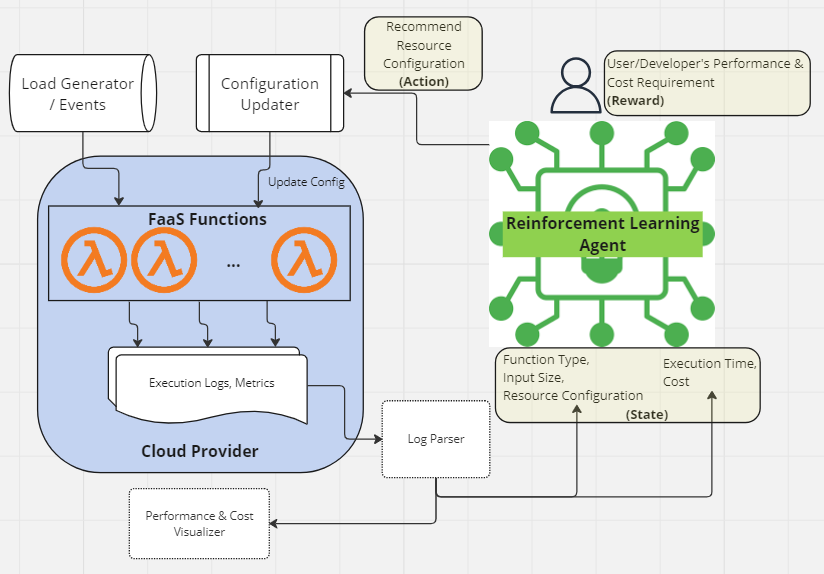 Load Generator
/ Events
Configuration
Updater
Recommend
Resource
Configuration
(Action)
User/Developer's Performance &
Cost Requirement
(Reward)
Update Config
FaaS Functions
λ λ ... λ
Reinforcement Learning
Agent
Execution Logs, Metrics
Cloud Provider
Function Type,
Input Size,
Resource Configuration
Execution Time,
Cost
(State)
Log Parser
Performance & Cost
Visualizer